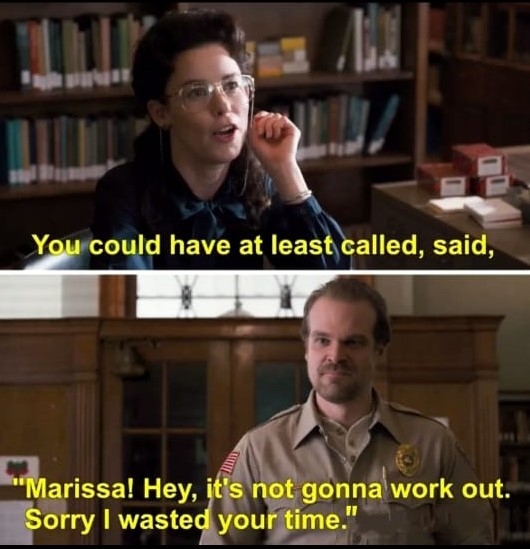 You could have at least called, said,
"Marissa! Hey, it's not gonna work out.
Sorry I wasted your time."